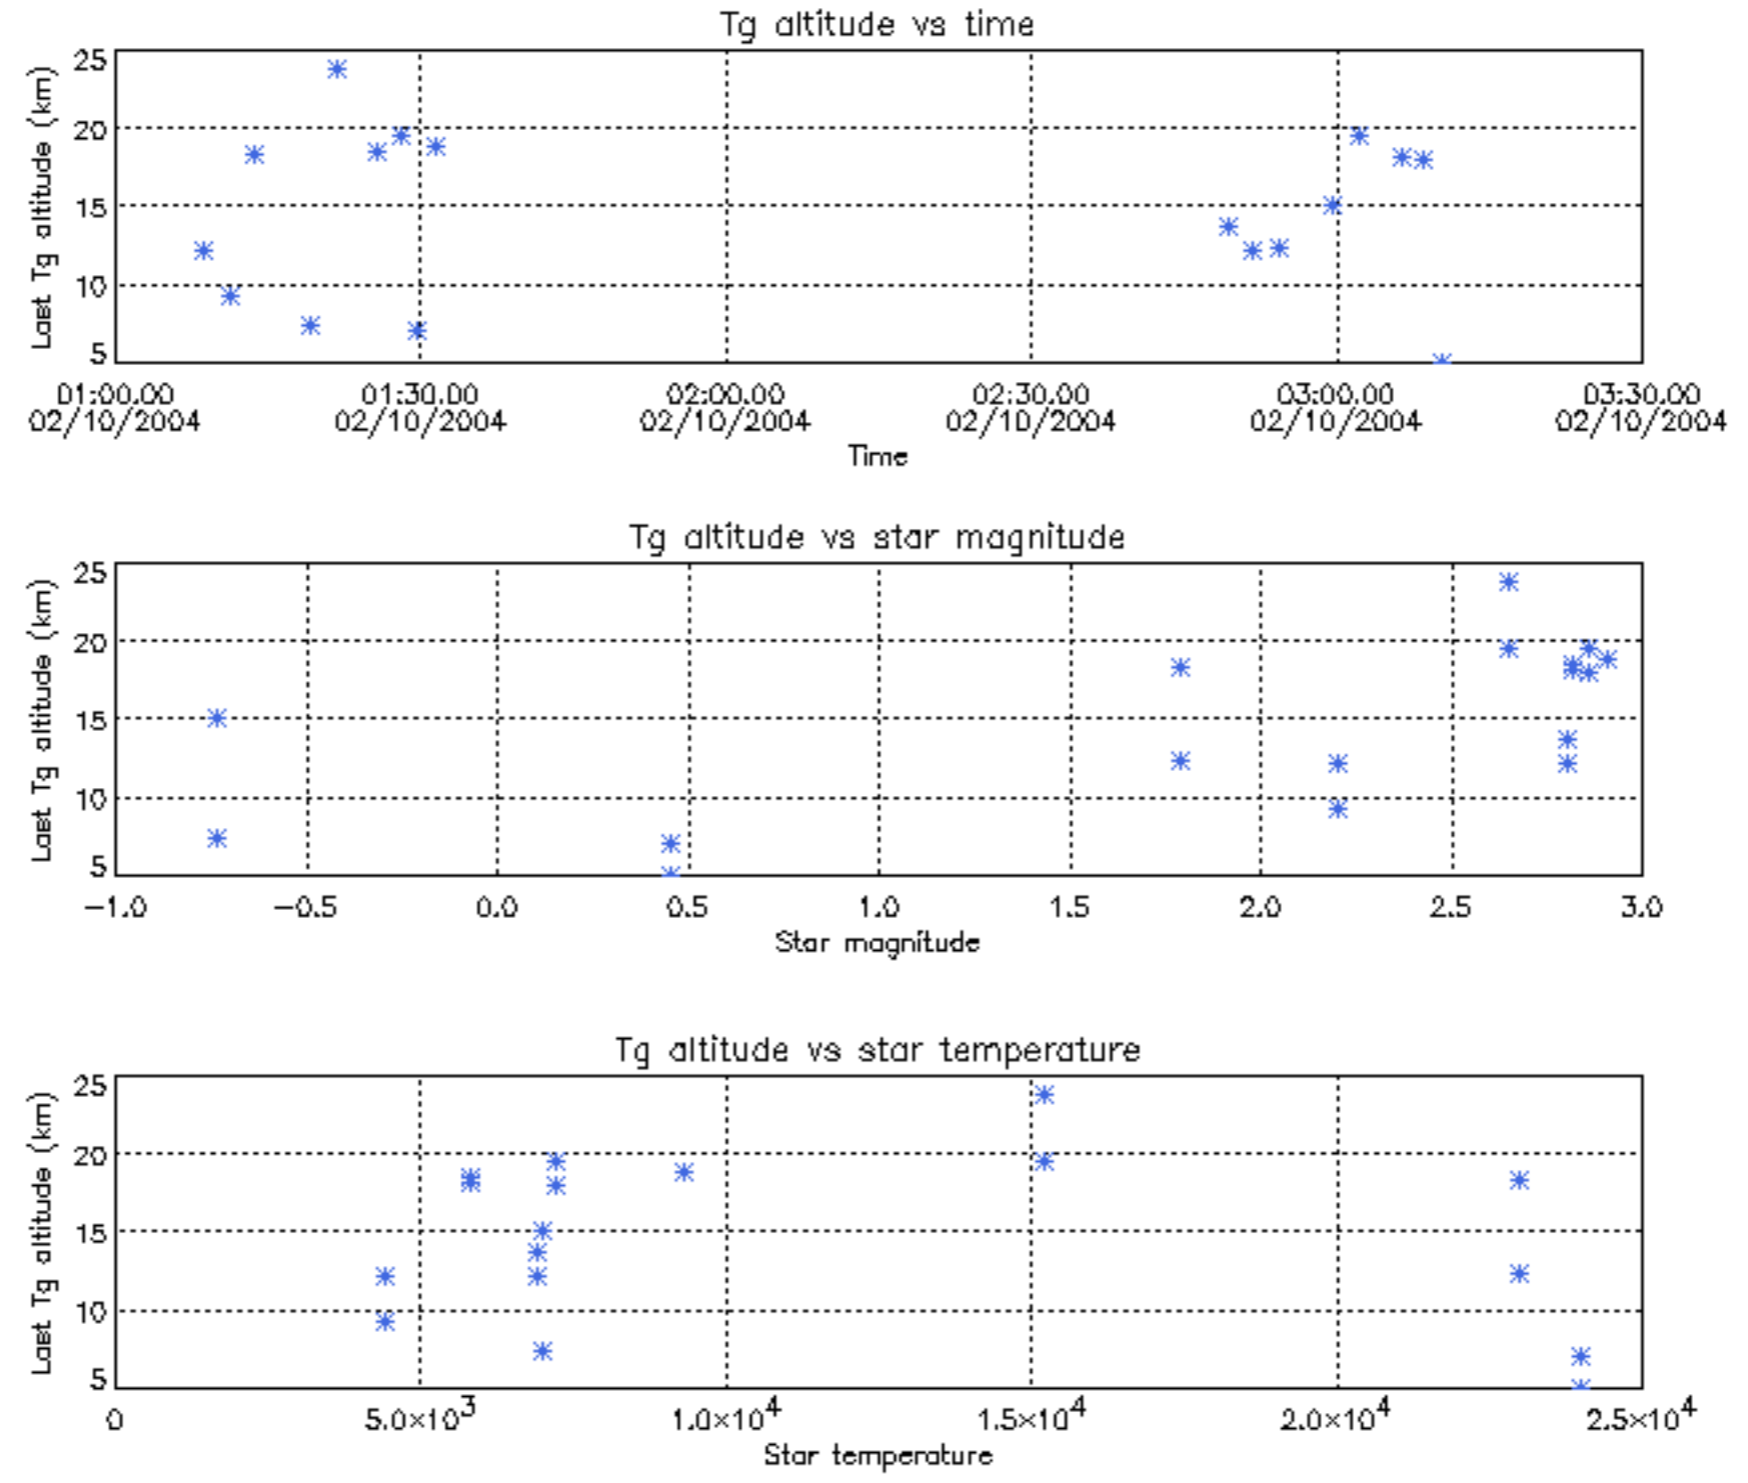 Tg altitude vs time
Last Tg altitude (km)
25
20
15
10
5
01:00.00 01:30.00 02:00.00 02:30.00 03:00.00 03:30.00
02/10/2004 02/10/2004 02/10/2004 02/10/2004 02/10/2004 02/10/2004
Time
Tg altitude vs star magnitude
Last Tg altitude (km)
25
20
15
10
5
−1.0 −0.5 0.0 0.5 1.0 1.5 2.0 2.5 3.0
Star magnitude
Tg altitude vs star temperature
Last Tg altitude (km)
25
20
15
10
5
0 5.0×10³ 1.0×10⁴ 1.5×10⁴ 2.0×10⁴ 2.5×10⁴
Star temperature